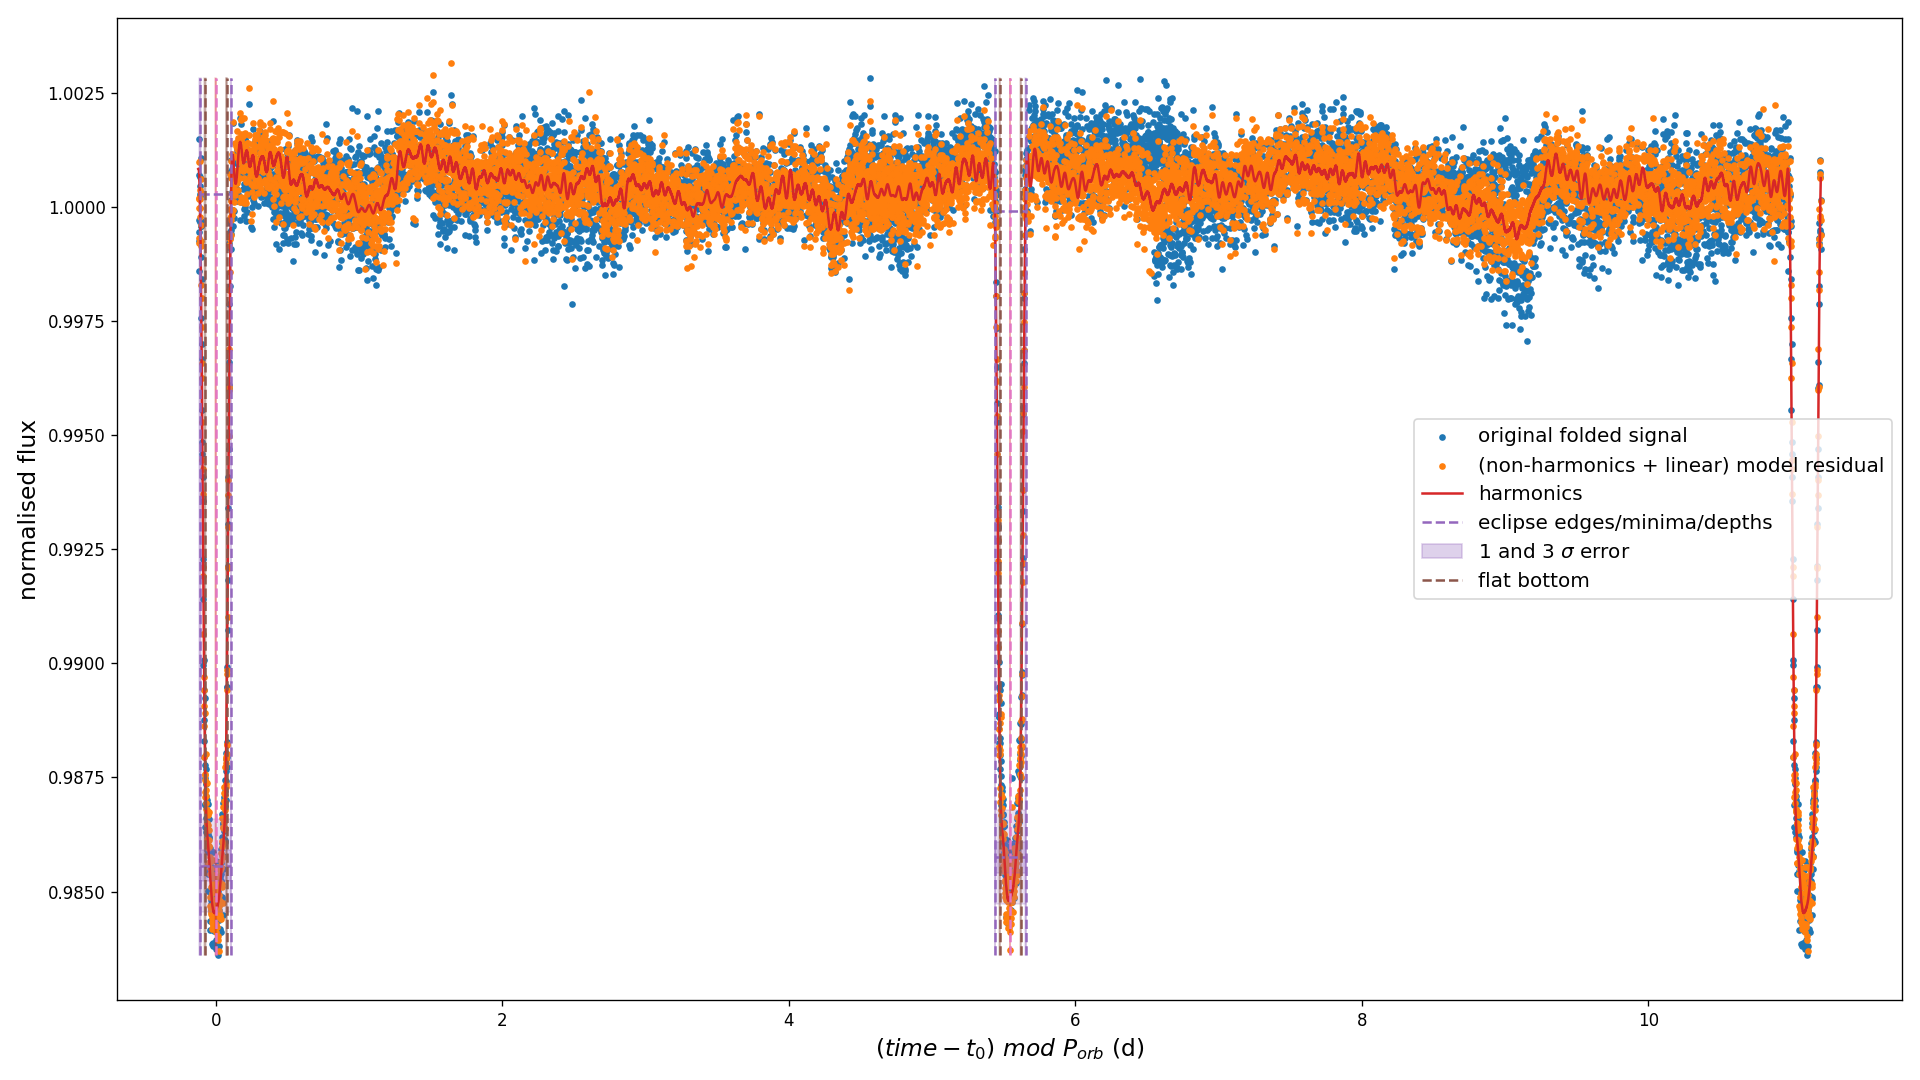 normalised flux
1.0025
1.0000
0.9975
0.9950
0.9925
0.9900
0.9875
0.9850
original folded signal
(non-harmonics + linear) model residual
harmonics
eclipse edges/minima/depths
1 and 3 σ error
flat bottom
0 2 4 6 8 10
(time − t₀) mod Pₒᵣb (d)